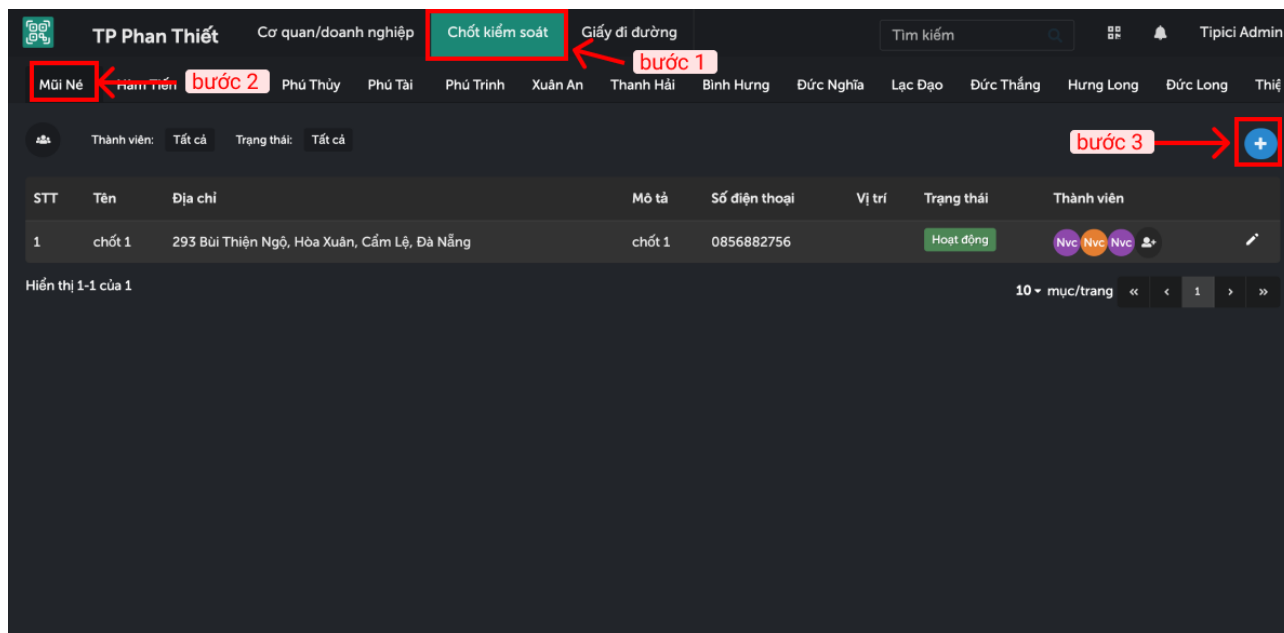 TP Phan Thiết Cơ quan/doanh nghiệp Chốt kiểm soát Giấy đi đường Tìm kiếm Tipici Admin
bước 1
Mũi Né Hàm Tiến bước 2 Phú Thủy Phú Tài Phú Trinh Xuân An Thanh Hải Bình Hưng Đức Nghĩa Lạc Đạo Đức Thắng Hưng Long Đức Long Thiệ
Thành viên: Tất cả Trạng thái: Tất cả bước 3
STT Tên Địa chỉ Mô tả Số điện thoại Vị trí Trạng thái Thành viên
1 chốt 1 293 Bùi Thiện Ngộ, Hòa Xuân, Cẩm Lệ, Đà Nẵng chốt 1 0856882756 Hoạt động Nvc Nvc Nvc
Hiển thị 1-1 của 1 10 mục/trang « ‹ 1 › »